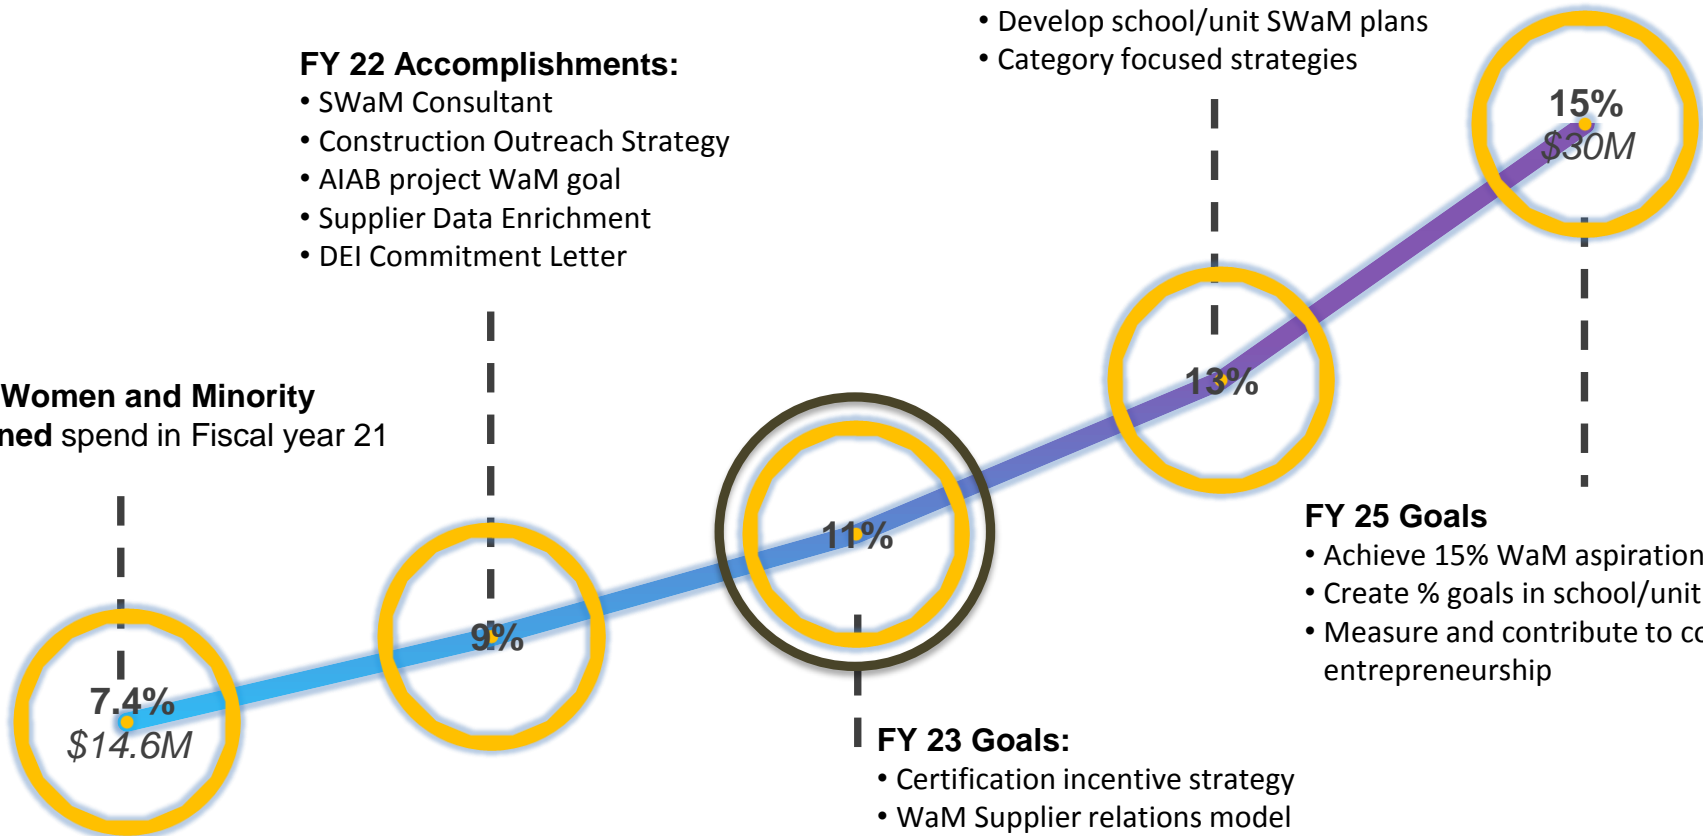 • Develop school/unit SWaM plans
• Category focused strategies
FY 22 Accomplishments:
• SWaM Consultant
• Construction Outreach Strategy
• AIAB project WaM goal
• Supplier Data Enrichment
• DEI Commitment Letter
15%
$30M
Women and Minority
ned spend in Fiscal year 21
13%
11%
9%
7.4%
$14.6M
FY 25 Goals
• Achieve 15% WaM aspiration
• Create % goals in school/unit
• Measure and contribute to co
entrepreneurship
FY 23 Goals:
• Certification incentive strategy
• WaM Supplier relations model